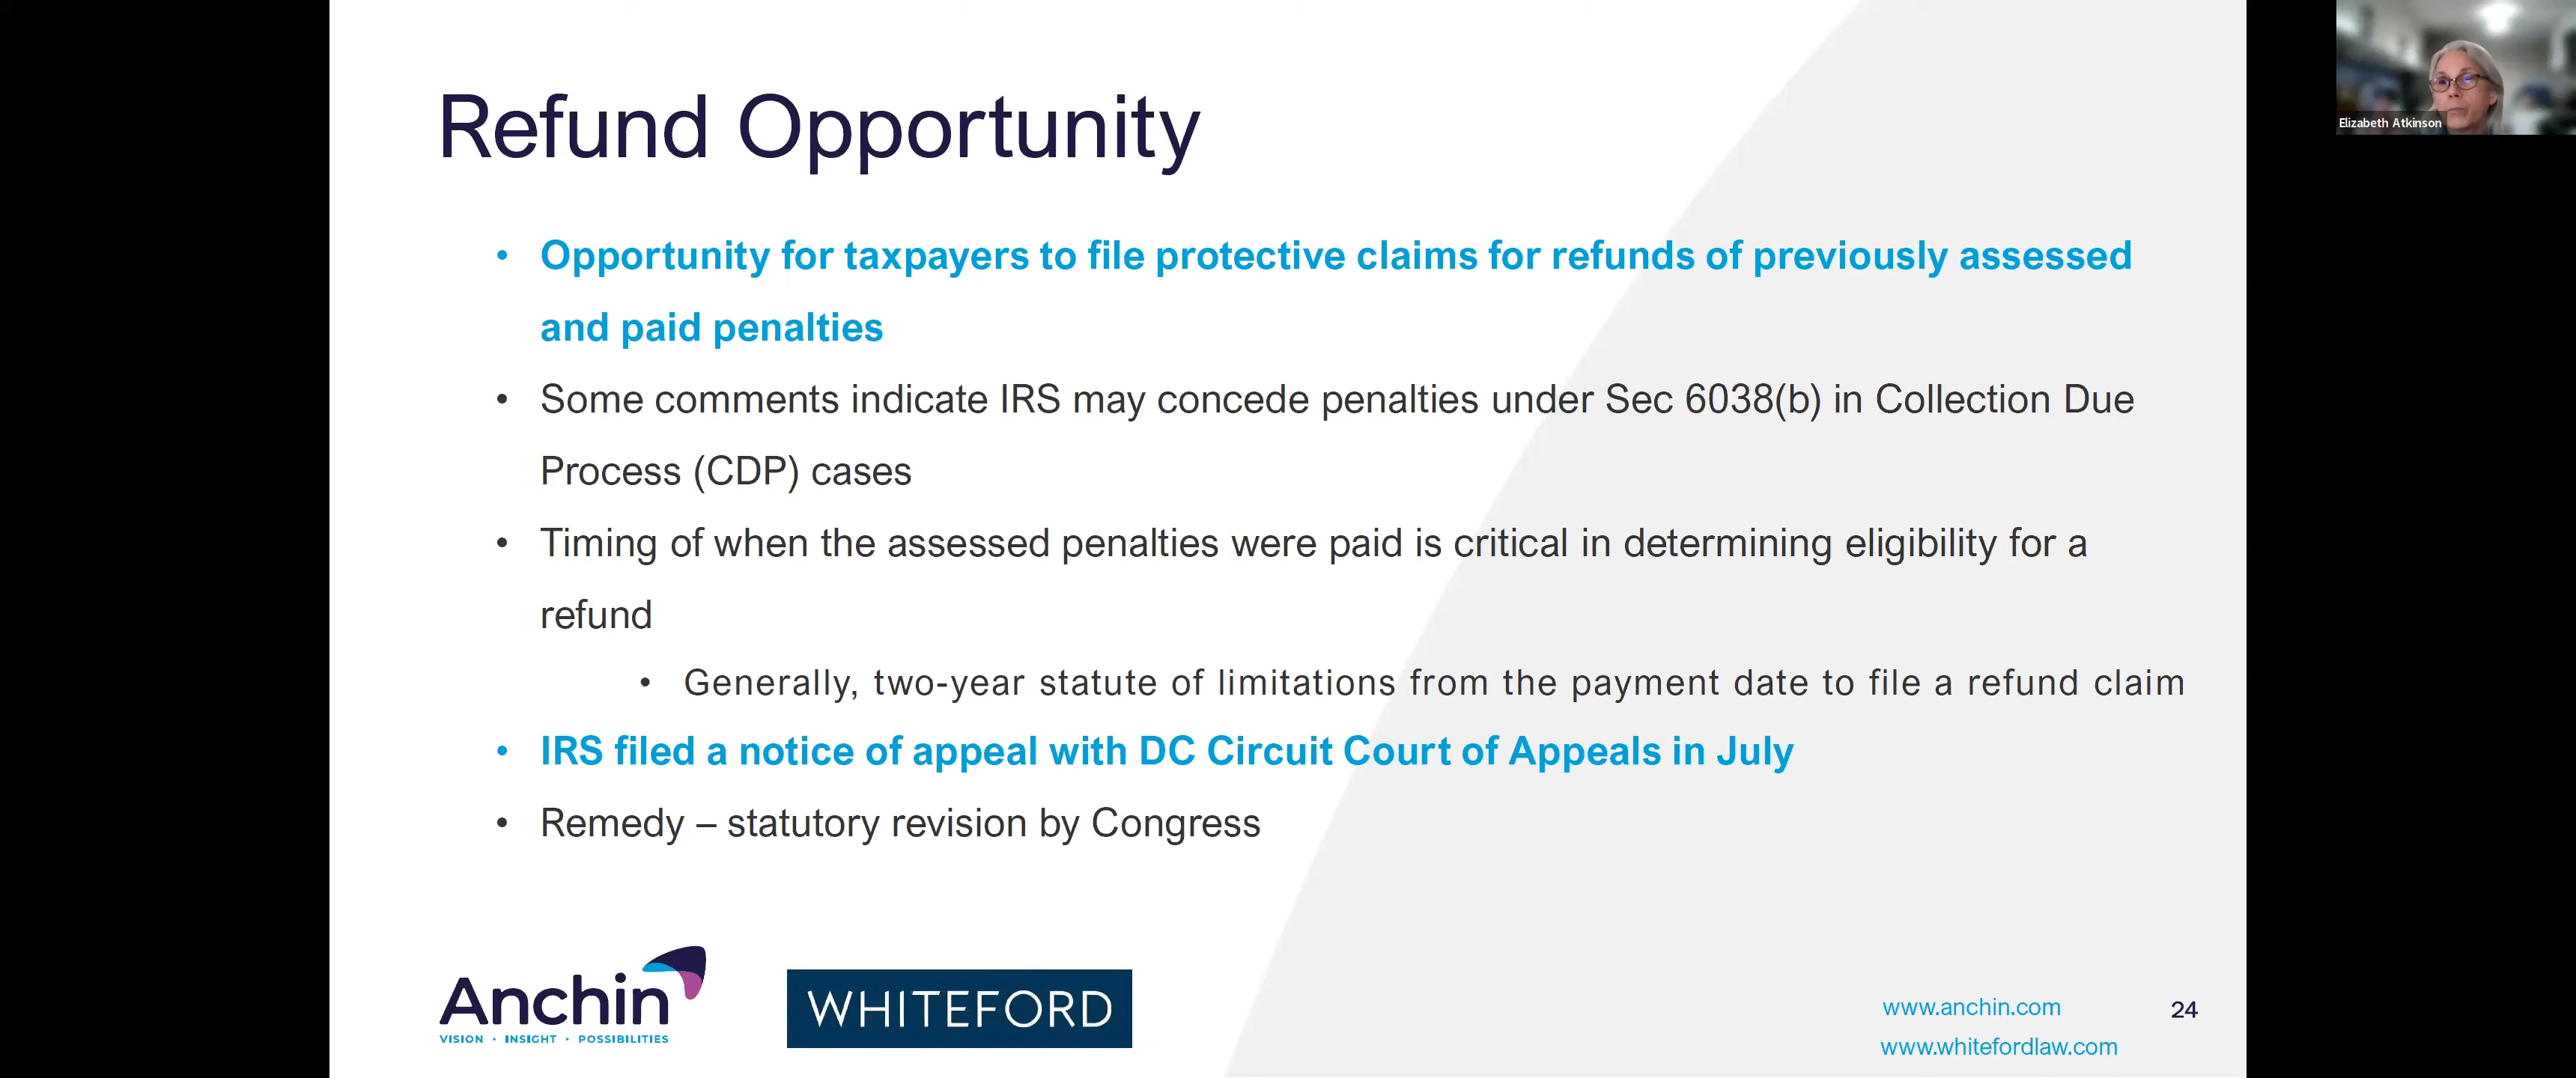 Refund Opportunity
Elizabeth Atkinson
• Opportunity for taxpayers to file protective claims for refunds of previously assessed
and paid penalties
• Some comments indicate IRS may concede penalties under Sec 6038(b) in Collection Due
Process (CDP) cases
• Timing of when the assessed penalties were paid is critical in determining eligibility for a
refund
• Generally, two-year statute of limitations from the payment date to file a refund claim
• IRS filed a notice of appeal with DC Circuit Court of Appeals in July
• Remedy – statutory revision by Congress
Anchin
VISION · INSIGHT · POSSIBILITIES
WHITEFORD
www.anchin.com
24
www.whitefordlaw.com